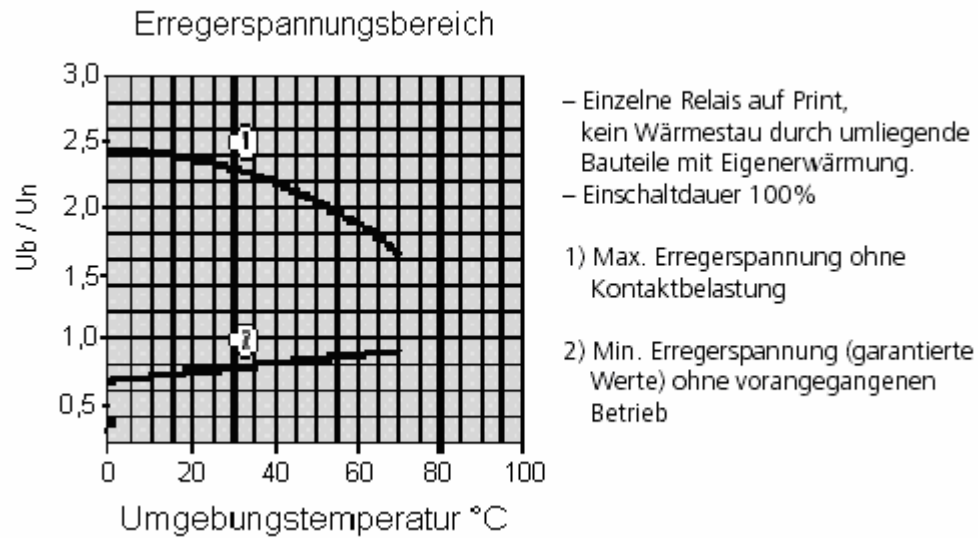 Erregerspannungsbereich
Ub / Un
3,0
2,5
2,0
1,5
1,0
0,5
1
2
0 20 40 60 80 100
Umgebungstemperatur °C
– Einzelne Relais auf Print,
kein Wärmestau durch umliegende
Bauteile mit Eigenerwärmung.
– Einschaltdauer 100%
1) Max. Erregerspannung ohne
Kontaktbelastung
2) Min. Erregerspannung (garantierte
Werte) ohne vorangegangenen
Betrieb